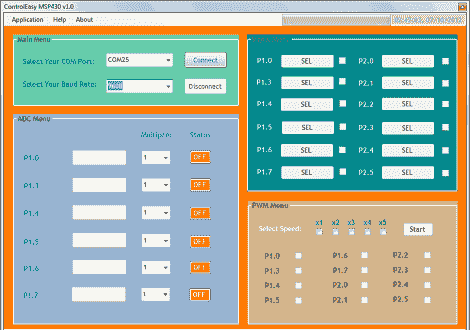 ControlEasy MSP430 v1.0
Application Help About
Main Menu
Select Your COM Port: COM25 Connect
Select Your Baud Rate: Disconnect
ADC Menu
Status
P1.0 1 OFF
P1.3 1 OFF
P1.4 1 OFF
P1.5 1 OFF
P1.6 1 OFF
P1.7 1 OFF
P1.0 SEL P2.0 SEL
P1.3 SEL P2.1 SEL
P1.4 SEL P2.2 SEL
P1.5 SEL P2.3 SEL
P1.6 SEL P2.4 SEL
P1.7 SEL P2.5 SEL
PWM Menu
Select Speed: x1 x2 x3 x4 x5 Start
P1.0 P1.6 P2.2
P1.3 P1.7 P2.3
P1.4 P2.0 P2.4
P1.5 P2.1 P2.5